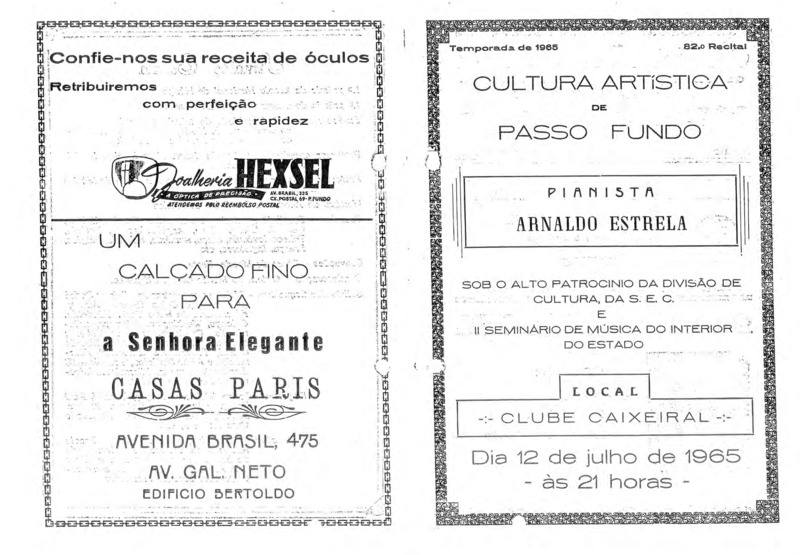 Confie-nos sua receita de óculos
Retribuiremos
com perfeição
e rapidez
Joalheria HEXSEL
A ÓPTICA DE PRECISÃO -
AV. BRASIL, 325
CX. POSTAL, 69 - P. FUNDO
ATENDEMOS PELO REEMBOLSO POSTAL
UM
CALÇADO FINO
PARA
a Senhora Elegante
CASAS PARIS
AVENIDA BRASIL, 475
AV. GAL. NETO
EDIFICIO BERTOLDO
Temporada de 1965 82.o Recital
CULTURA ARTÍSTICA
DE
PASSO FUNDO
PIANISTA
ARNALDO ESTRELA
SOB O ALTO PATROCINIO DA DIVISÃO DE
CULTURA, DA S. E. C.
E
II SEMINÁRIO DE MÚSICA DO INTERIOR
DO ESTADO
LOCAL
-:- CLUBE CAIXEIRAL -:-
Dia 12 de julho de 1965
- às 21 horas -